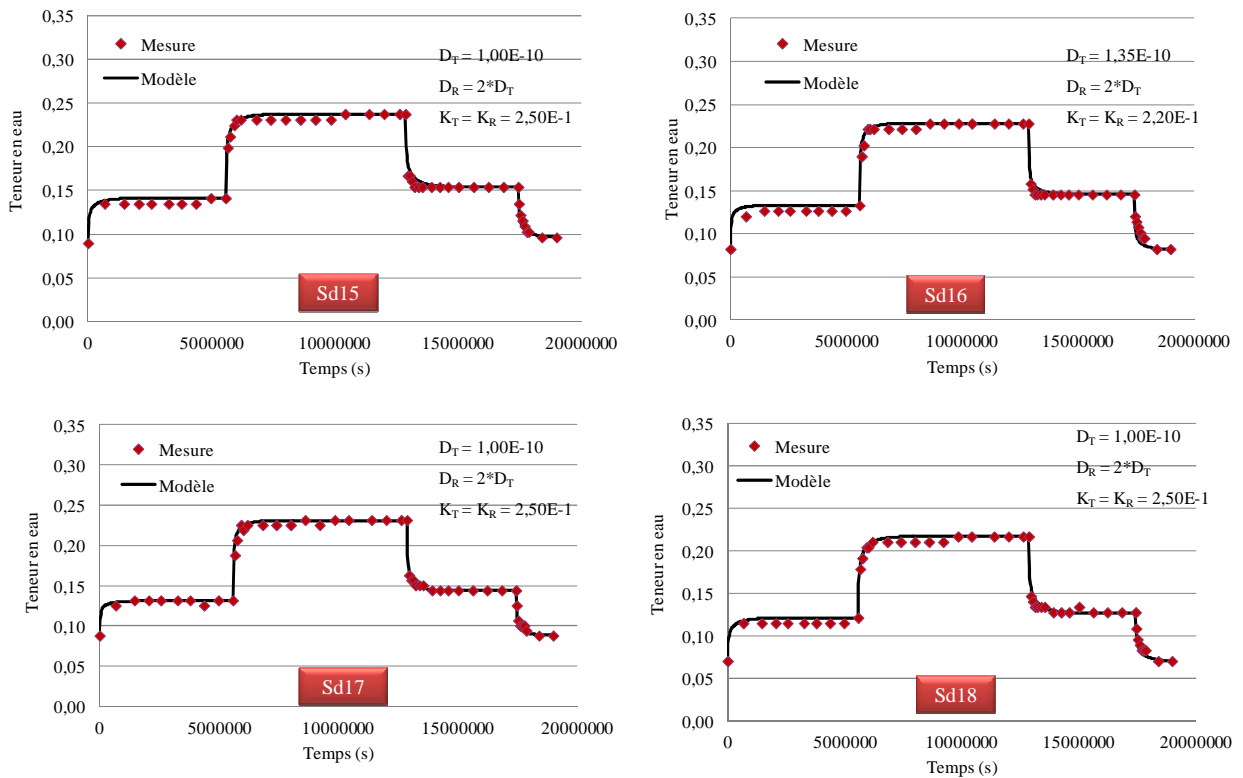 0,35
0,30
0,25
0,20
0,15
0,10
0,05
0,00
Teneur en eau
Mesure
Modèle
D_T = 1,00E-10
D_R = 2*D_T
K_T = K_R = 2,50E-1
Sd15
0 5000000 10000000 15000000 20000000
Temps (s)
0,35
0,30
0,25
0,20
0,15
0,10
0,05
0,00
Teneur en eau
Mesure
Modèle
D_T = 1,35E-10
D_R = 2*D_T
K_T = K_R = 2,20E-1
Sd16
0 5000000 10000000 15000000 20000000
Temps (s)
0,35
0,30
0,25
0,20
0,15
0,10
0,05
0,00
Teneur en eau
Mesure
Modèle
D_T = 1,00E-10
D_R = 2*D_T
K_T = K_R = 2,50E-1
Sd17
0 5000000 10000000 15000000 20000000
Temps (s)
0,35
0,30
0,25
0,20
0,15
0,10
0,05
0,00
Teneur en eau
Mesure
Modèle
D_T = 1,00E-10
D_R = 2*D_T
K_T = K_R = 2,50E-1
Sd18
0 5000000 10000000 15000000 20000000
Temps (s)